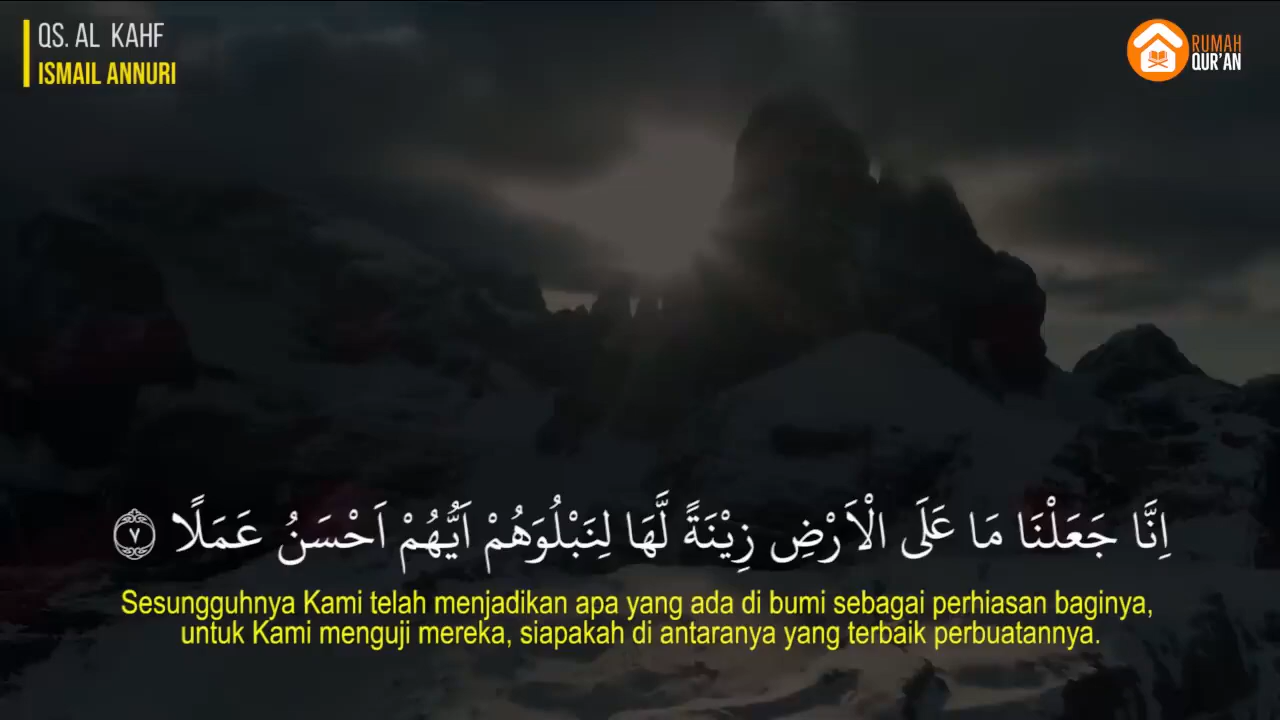 QS. AL KAHF
ISMAIL ANNURI
RUMAH
QUR'AN
اِنَّا جَعَلْنَا مَا عَلَى الْاَرْضِ زِيْنَةً لَّهَا لِنَبْلُوَهُمْ اَيُّهُمْ اَحْسَنُ عَمَلًا ٧
Sesungguhnya Kami telah menjadikan apa yang ada di bumi sebagai perhiasan baginya,
untuk Kami menguji mereka, siapakah di antaranya yang terbaik perbuatannya.